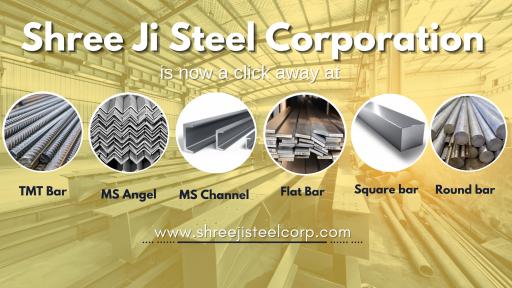 Shree Ji Steel Corporation
is now a click away at
TMT Bar
MS Angel
MS Channel
Flat Bar
Square bar
Round bar
www.shreejisteelcorp.com